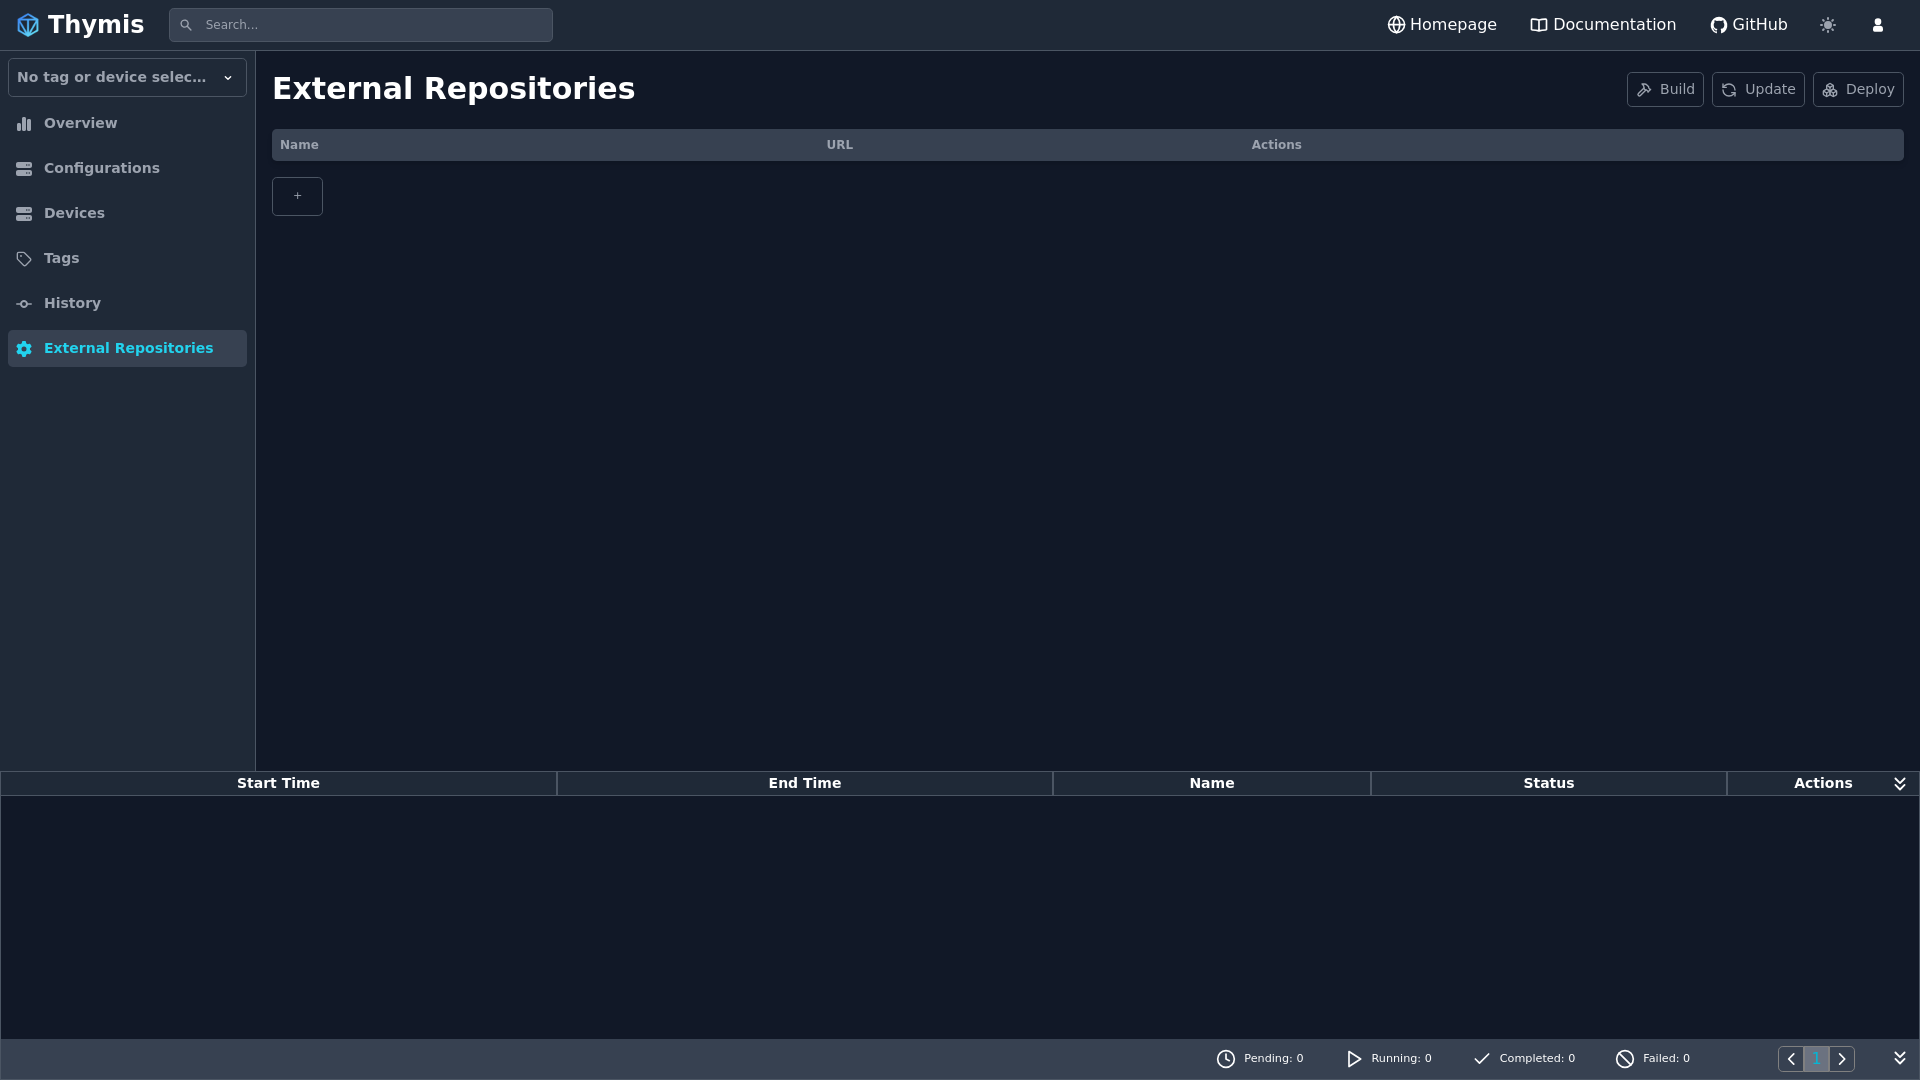 Thymis
Search...
Homepage
Documentation
GitHub
No tag or device selec...
Overview
Configurations
Devices
Tags
History
External Repositories
External Repositories
Build
Update
Deploy
Name URL Actions
+
Start Time End Time Name Status Actions
Pending: 0
Running: 0
Completed: 0
Failed: 0
1